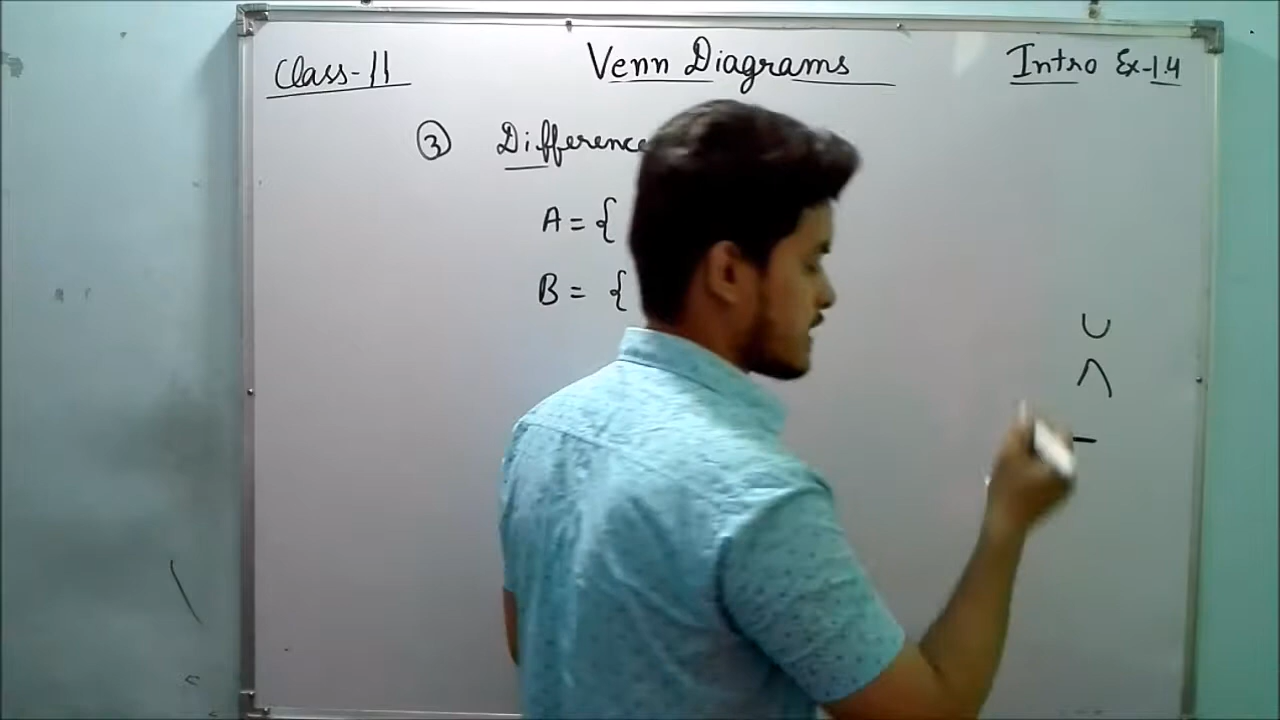 Class-11 Venn Diagrams Intro Ex-1.4
③ Difference
A = {
B = {
∪
∩
–